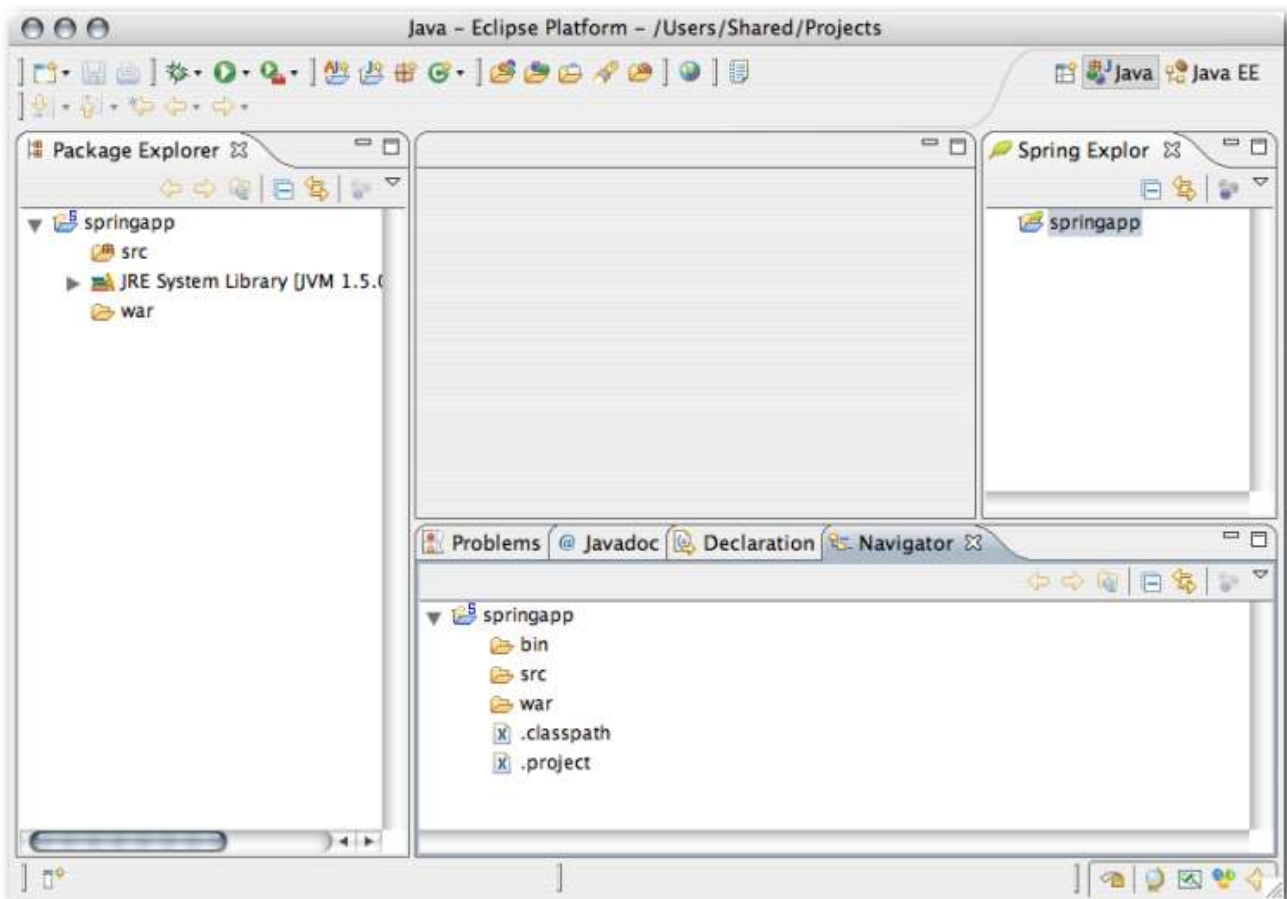 Java – Eclipse Platform – /Users/Shared/Projects
Java
Java EE
Package Explorer
springapp
src
JRE System Library [JVM 1.5.0
war
Spring Explor
springapp
Problems
@ Javadoc
Declaration
Navigator
springapp
bin
src
war
.classpath
.project